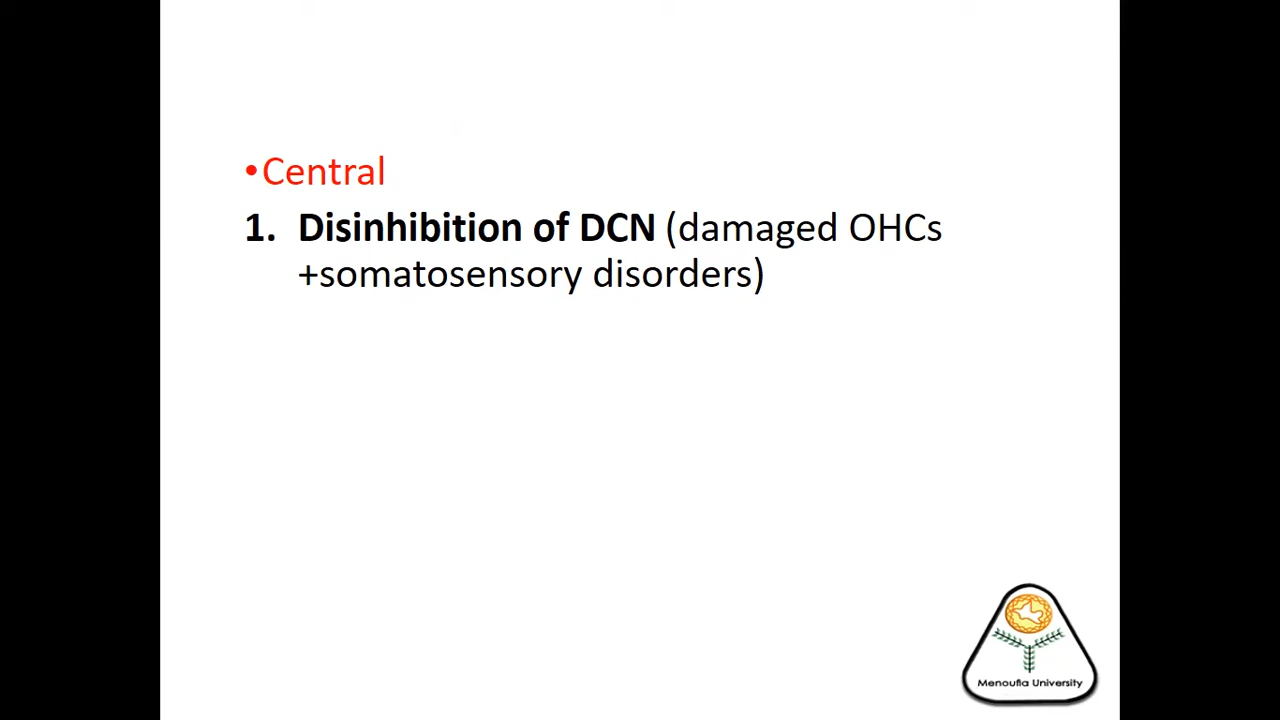 •Central
1. Disinhibition of DCN (damaged OHCs
+somatosensory disorders)
Menoufia University